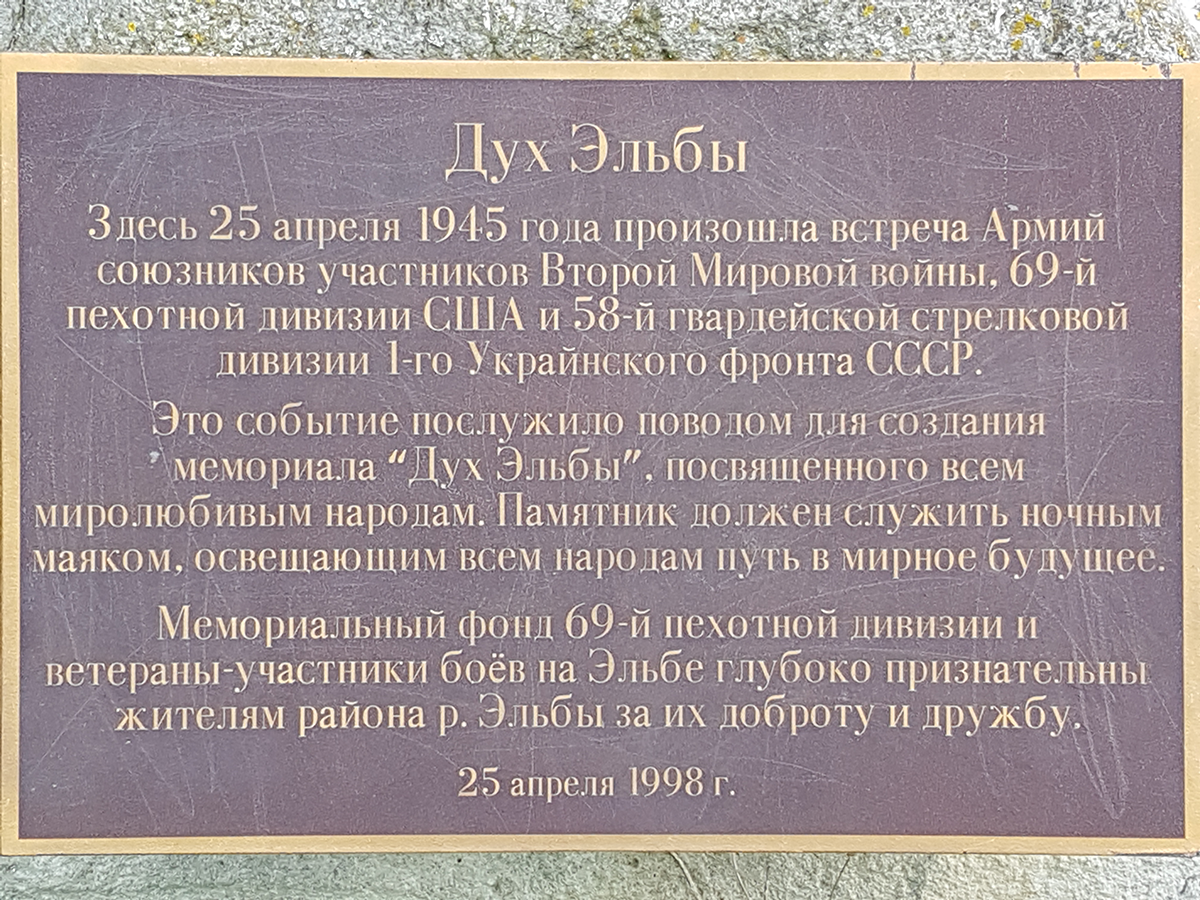 Дух Эльбы
Здесь 25 апреля 1945 года произошла встреча Армий
союзников участников Второй Мировой войны, 69-й
пехотной дивизии США и 58-й гвардейской стрелковой
дивизии 1-го Украйнского фронта СССР.
Это событие послужило поводом для создания
мемориала “Дух Эльбы”, посвященного всем
миролюбивым народам. Памятник должен служить ночным
маяком, освещающим всем народам путь в мирное будущее.
Мемориальный фонд 69-й пехотной дивизии и
ветераны-участники боёв на Эльбе глубоко признательны
жителям района р. Эльбы за их доброту и дружбу.
25 апреля 1998 г.